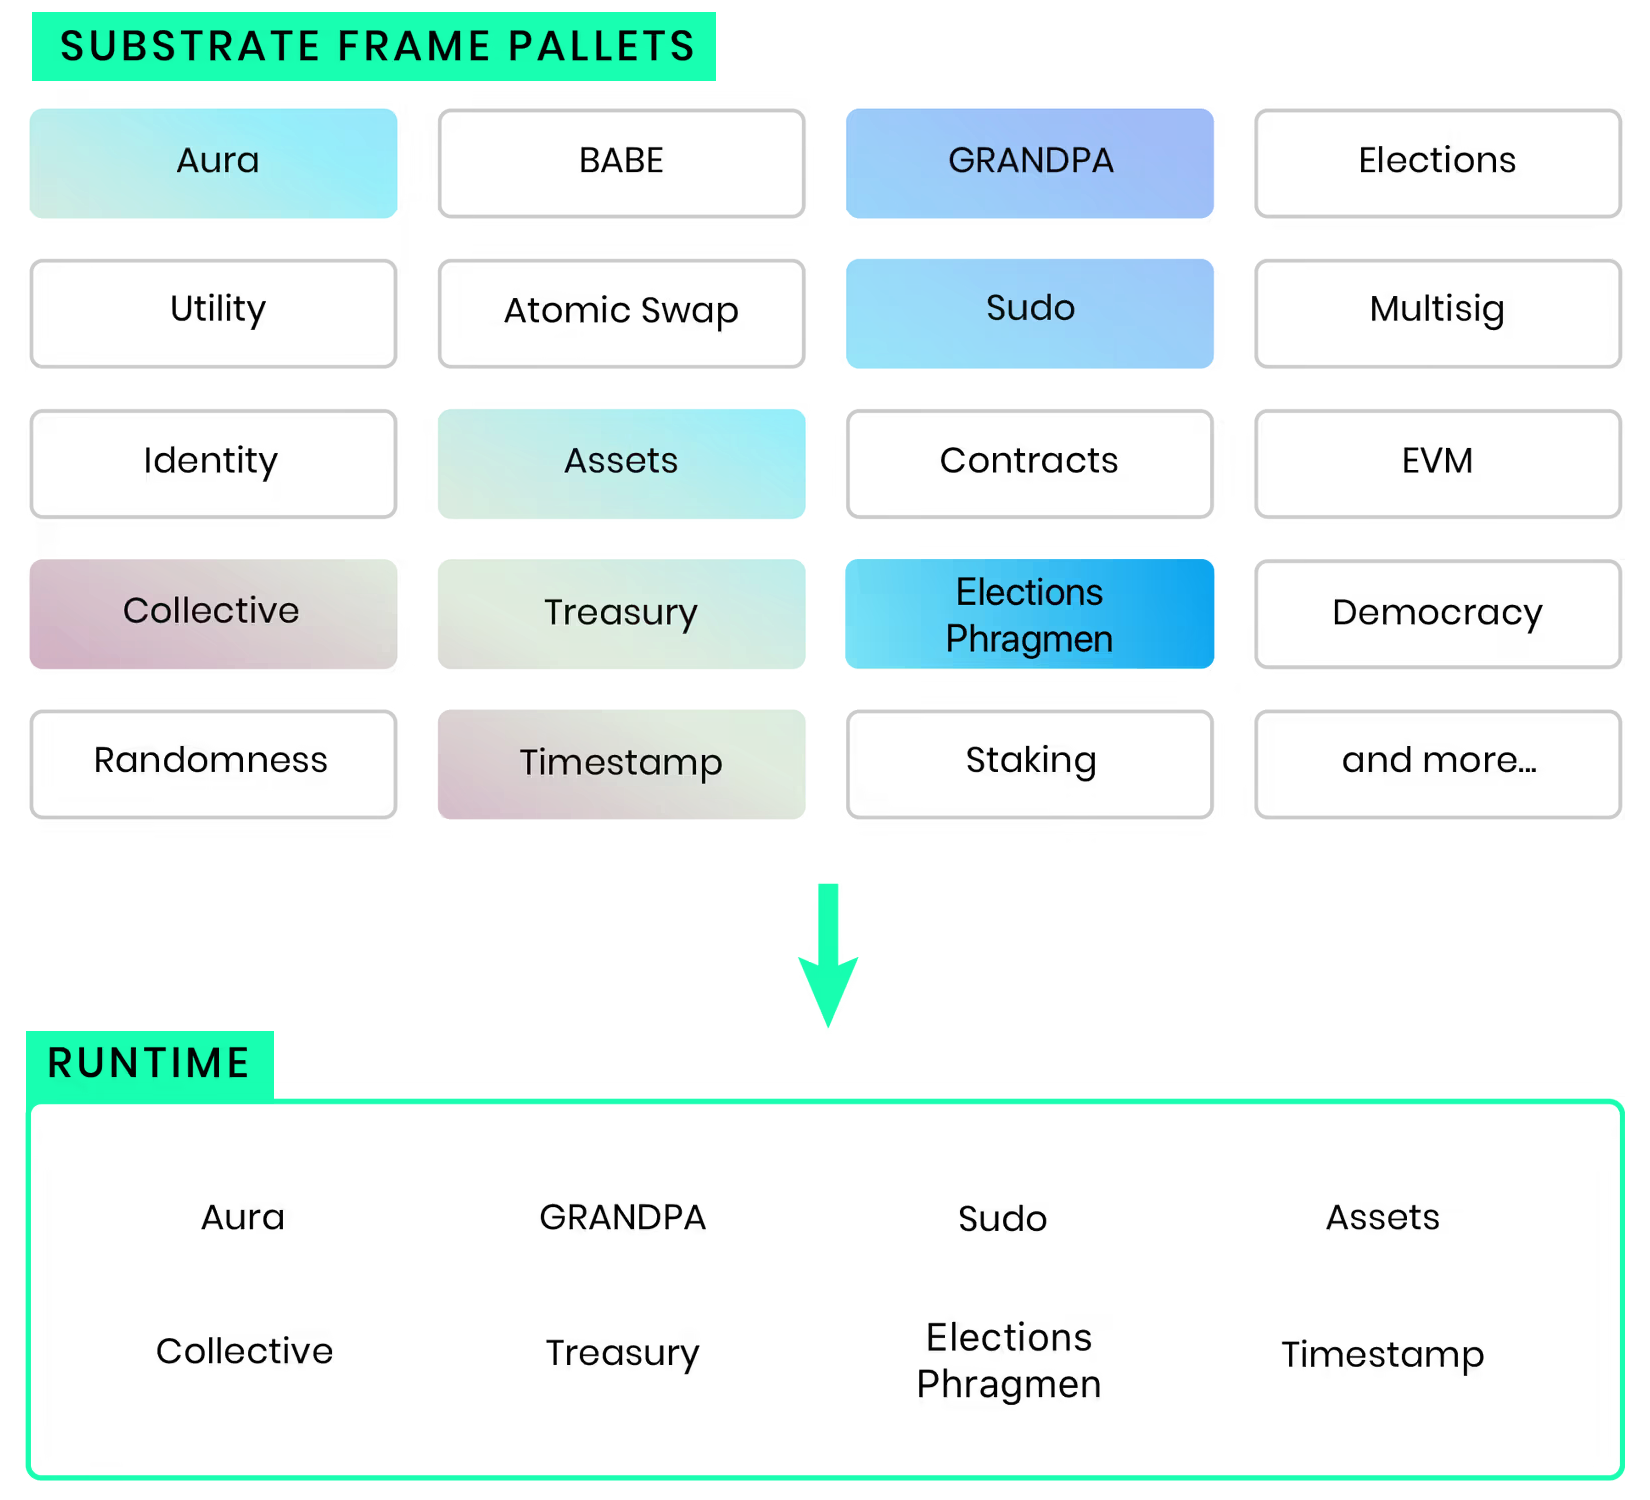 SUBSTRATE FRAME PALLETS
Aura
BABE
GRANDPA
Elections
Utility
Atomic Swap
Sudo
Multisig
Identity
Assets
Contracts
EVM
Collective
Treasury
Elections
Phragmen
Democracy
Randomness
Timestamp
Staking
and more...
RUNTIME
Aura
GRANDPA
Sudo
Assets
Collective
Treasury
Elections
Phragmen
Timestamp